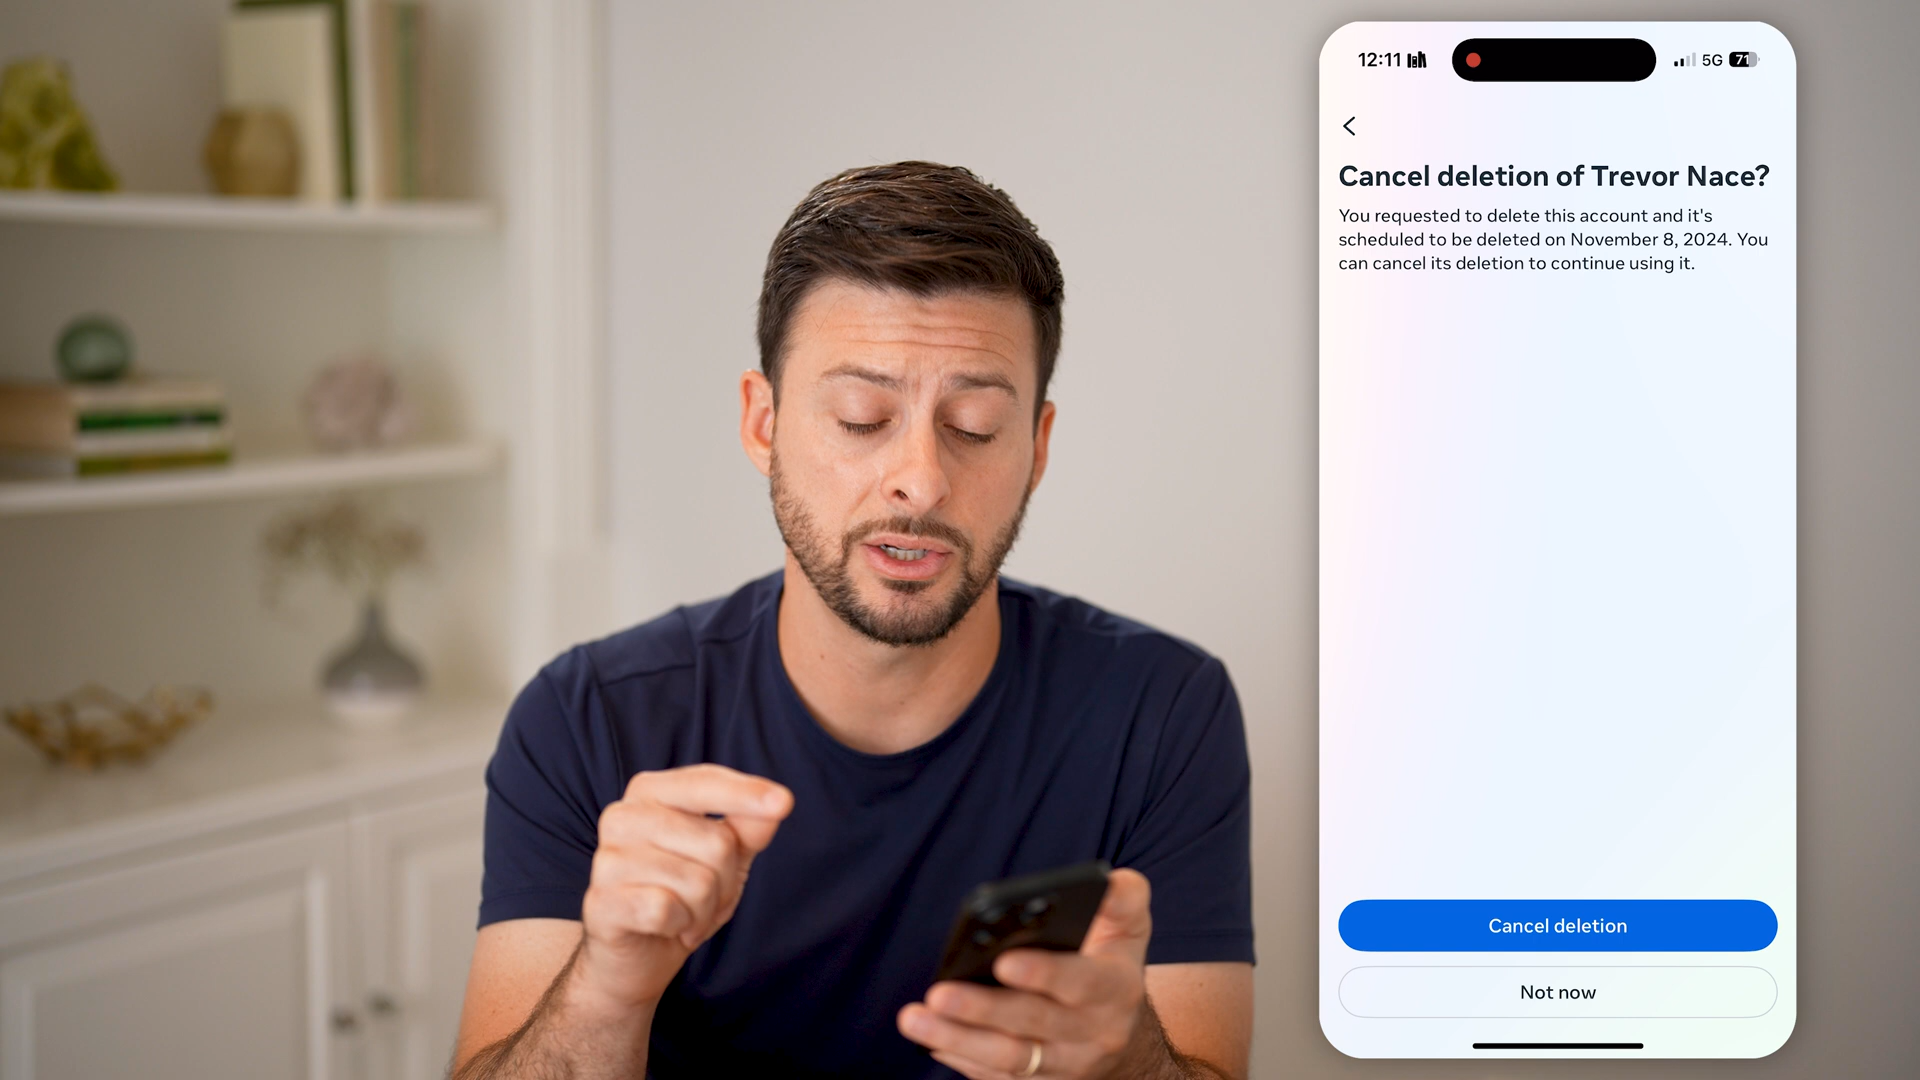 12:11
5G
71
Cancel deletion of Trevor Nace?
You requested to delete this account and it's
scheduled to be deleted on November 8, 2024. You
can cancel its deletion to continue using it.
Cancel deletion
Not now